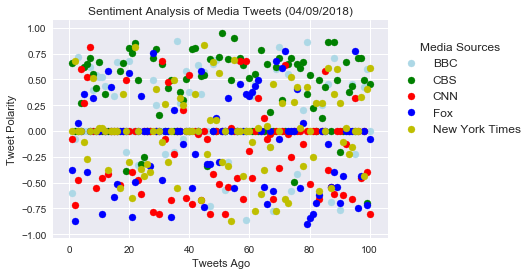 Sentiment Analysis of Media Tweets (04/09/2018)
1.00
0.75
0.50
0.25
0.00
−0.25
−0.50
−0.75
−1.00
Tweet Polarity
0 20 40 60 80 100
Tweets Ago
Media Sources
BBC
CBS
CNN
Fox
New York Times